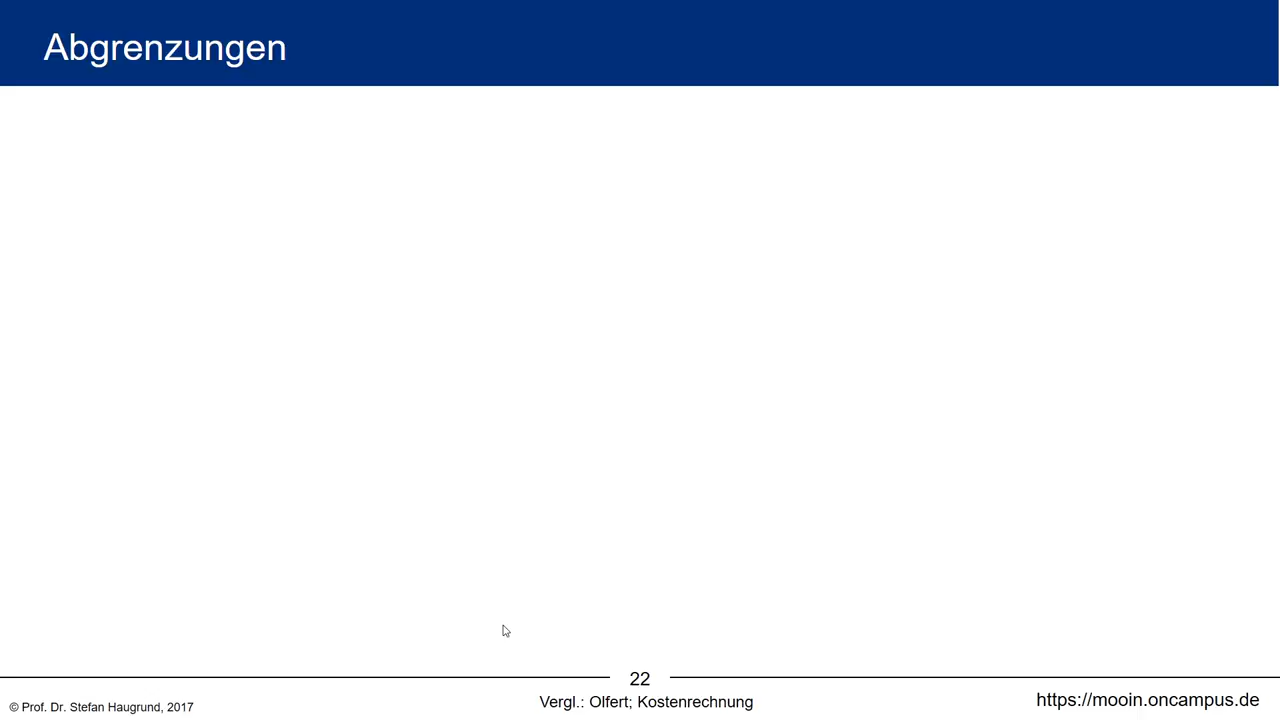 Abgrenzungen
22
© Prof. Dr. Stefan Haugrund, 2017
Vergl.: Olfert; Kostenrechnung
https://mooin.oncampus.de